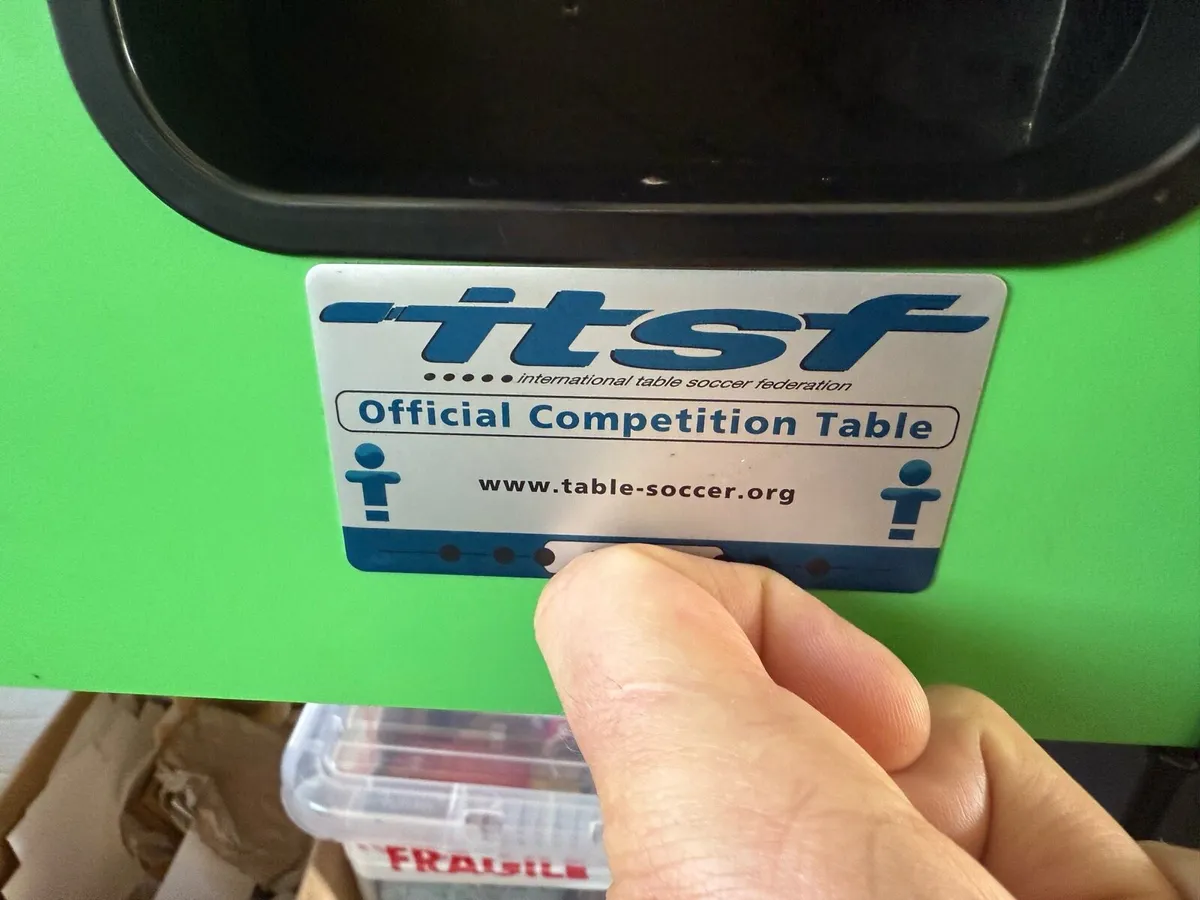 itsf
international table soccer federation
Official Competition Table
www.table-soccer.org
FRAGILE